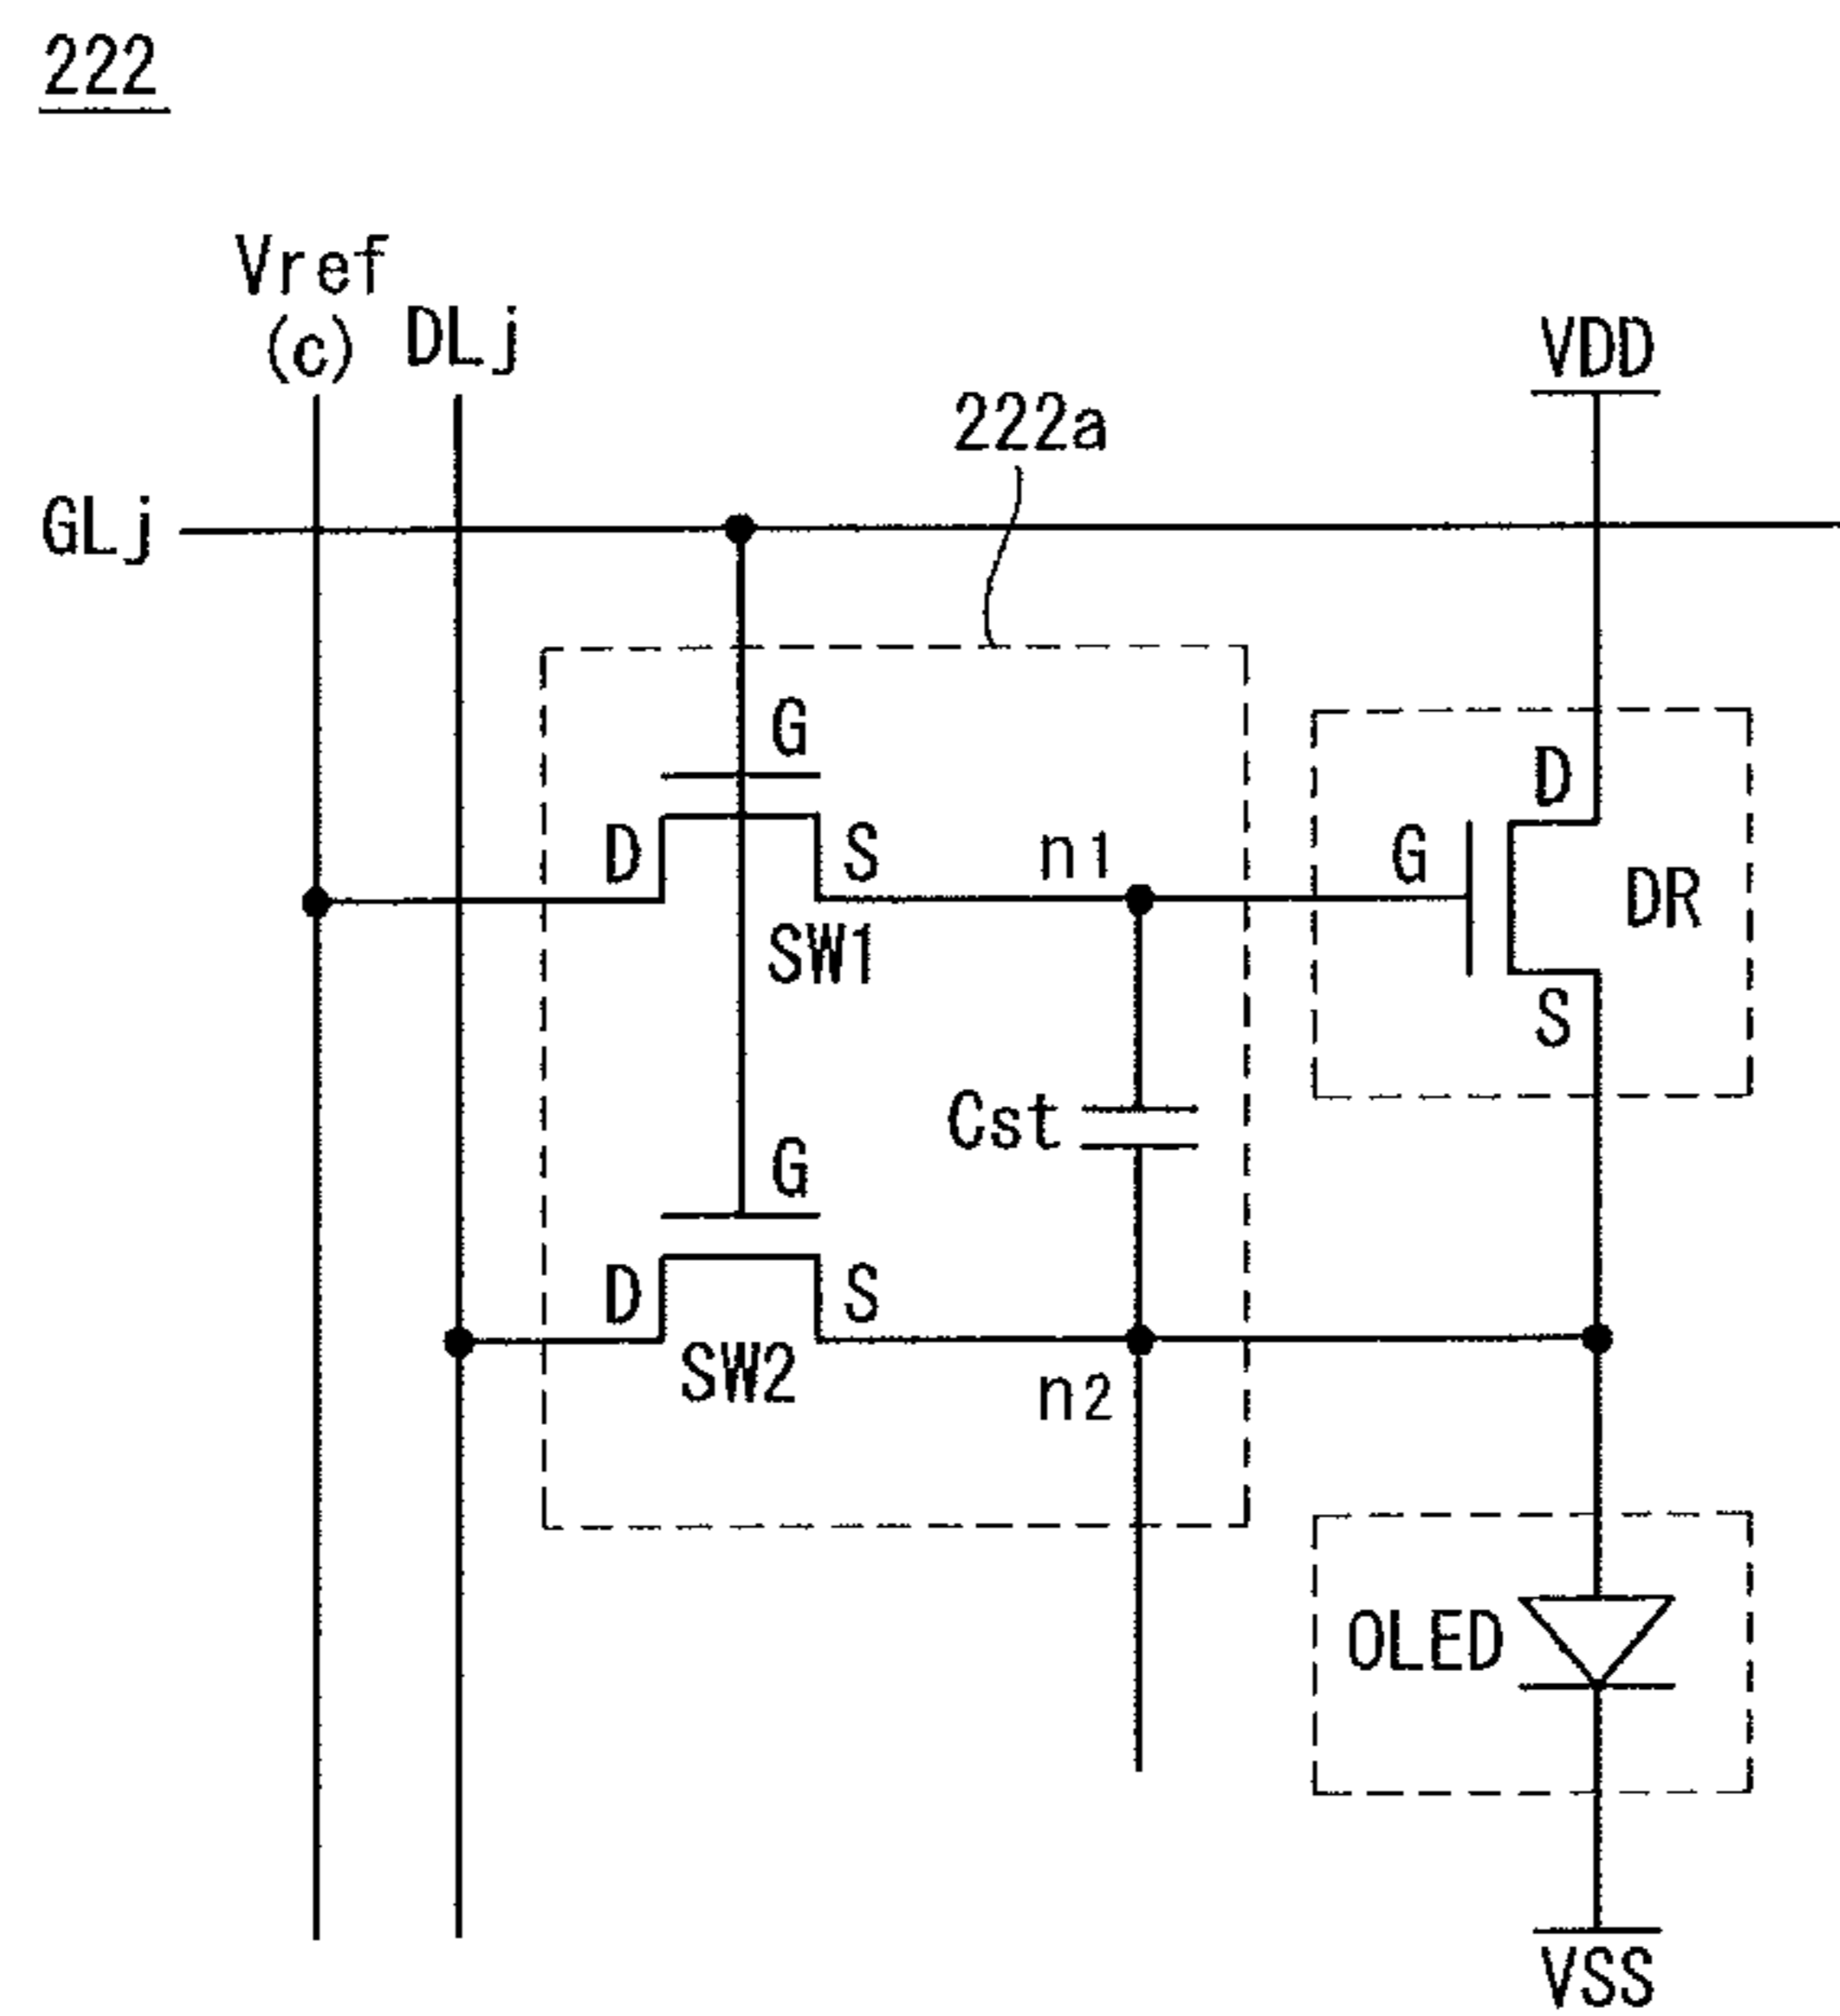 222
Vref
(c)
DLj
VDD
222a
GLj
G
D
D
S
n1
G
DR
SW1
S
Cst
G
D
S
SW2
n2
OLED
VSS